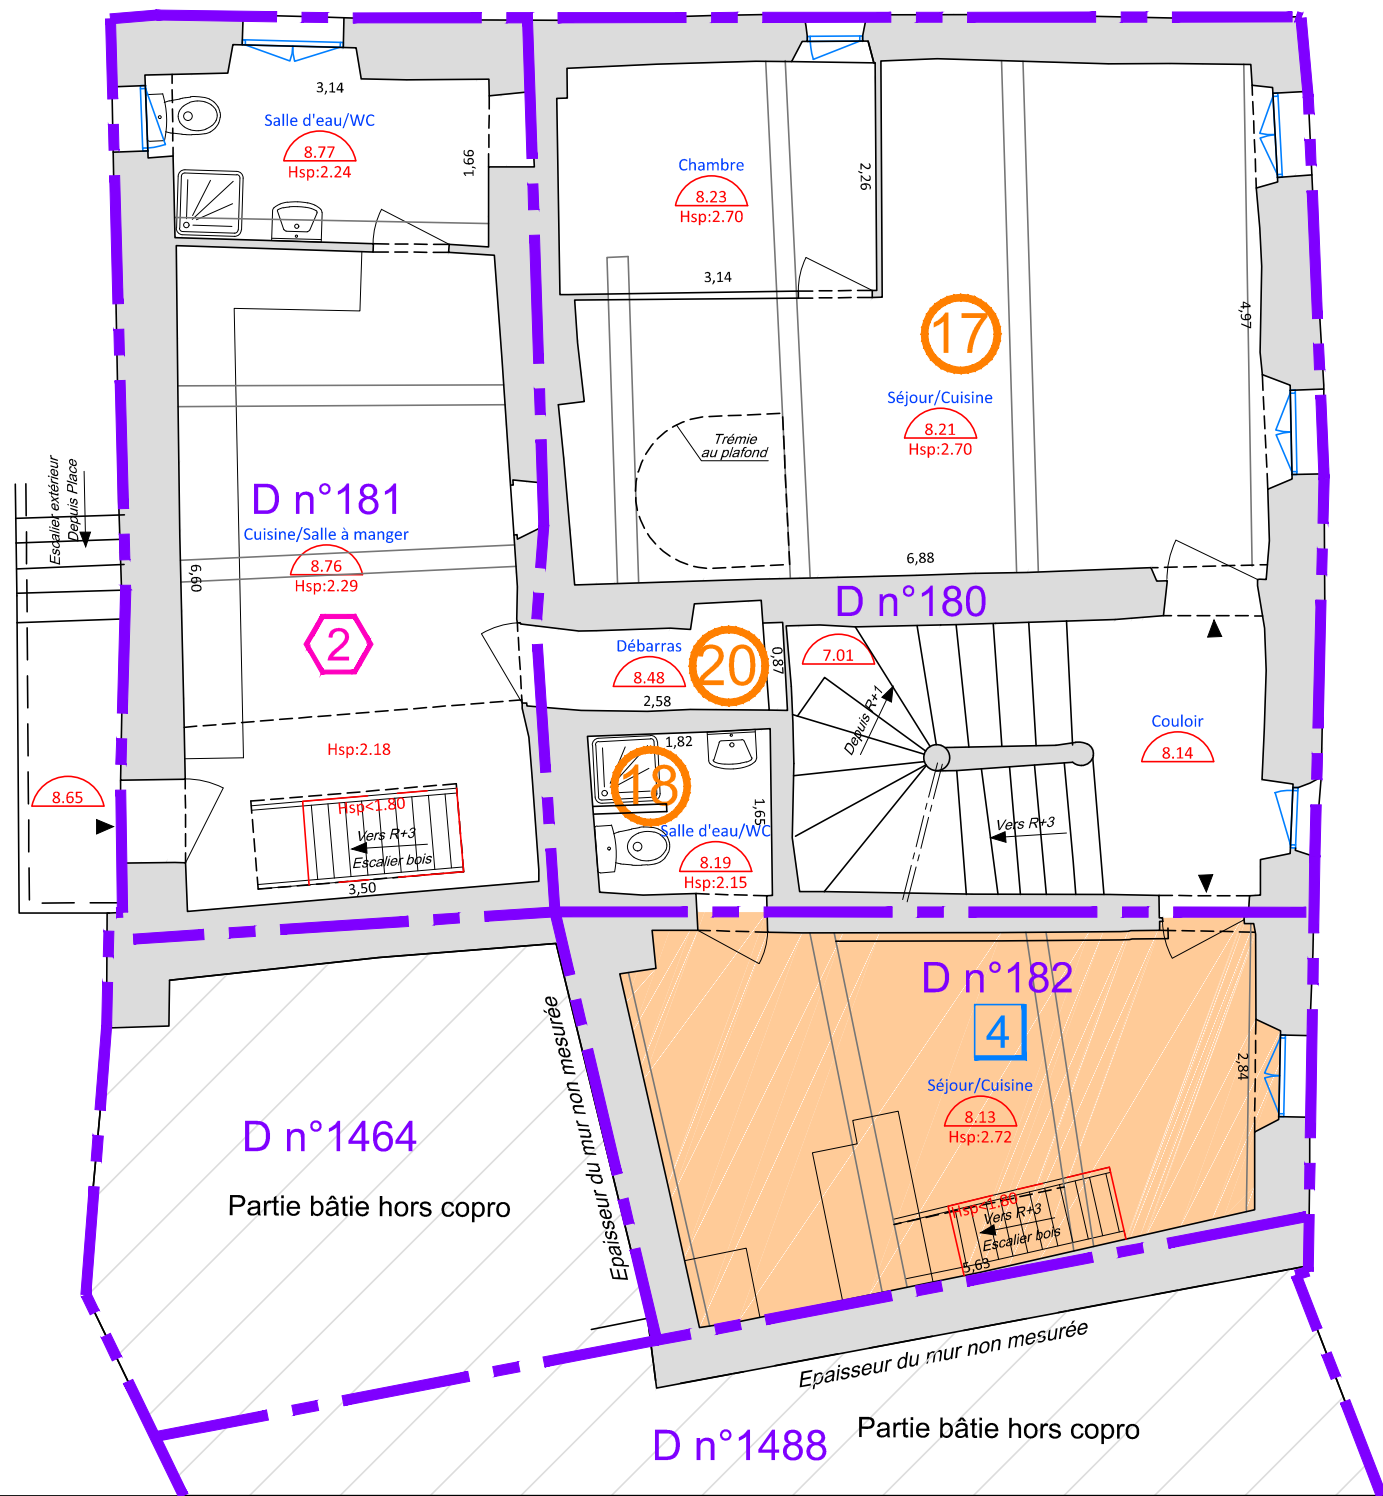 3,14
Salle d'eau/WC
8.77
Hsp:2.24
1,66
Chambre
8.23
Hsp:2.70
2,26
3,14
17
4,97
Séjour/Cuisine
8.21
Hsp:2.70
Trémie
au plafond
6,88
D n°181
Cuisine/Salle à manger
8.76
Hsp:2.29
6,60
2
Escalier extérieur
Depuis Place
D n°180
Débarras
8.48
2,58
20
0,87
7.01
Depuis R+1
Couloir
8.14
Hsp:2.18
8.65
Hsp<1.80
Vers R+3
Escalier bois
3,50
1,82
18
1,65
Salle d'eau/WC
8.19
Hsp:2.15
Vers R+3
D n°182
4
Séjour/Cuisine
8.13
Hsp:2.72
2,84
Hsp<1.80
Vers R+3
Escalier bois
5,63
Epaisseur du mur non mesurée
D n°1464
Partie bâtie hors copro
Epaisseur du mur non mesurée
D n°1488
Partie bâtie hors copro